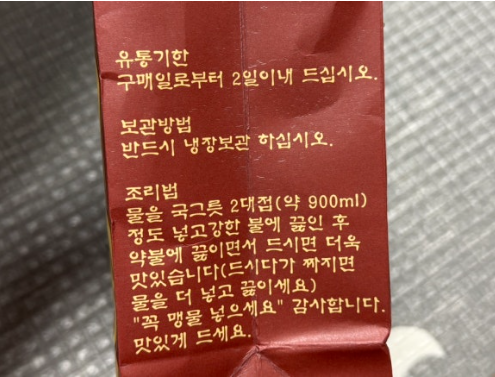 유통기한
구매일로부터 2일이내 드십시오.
보관방법
반드시 냉장보관 하십시오.
조리법
물을 국그릇 2대접(약 900ml)
정도 넣고강한 불에 끓인 후
약불에 끓이면서 드시면 더욱
맛있습니다(드시다가 짜지면
물을 더 넣고 끓이세요)
"꼭 맹물 넣으세요" 감사합니다.
맛있게 드세요.